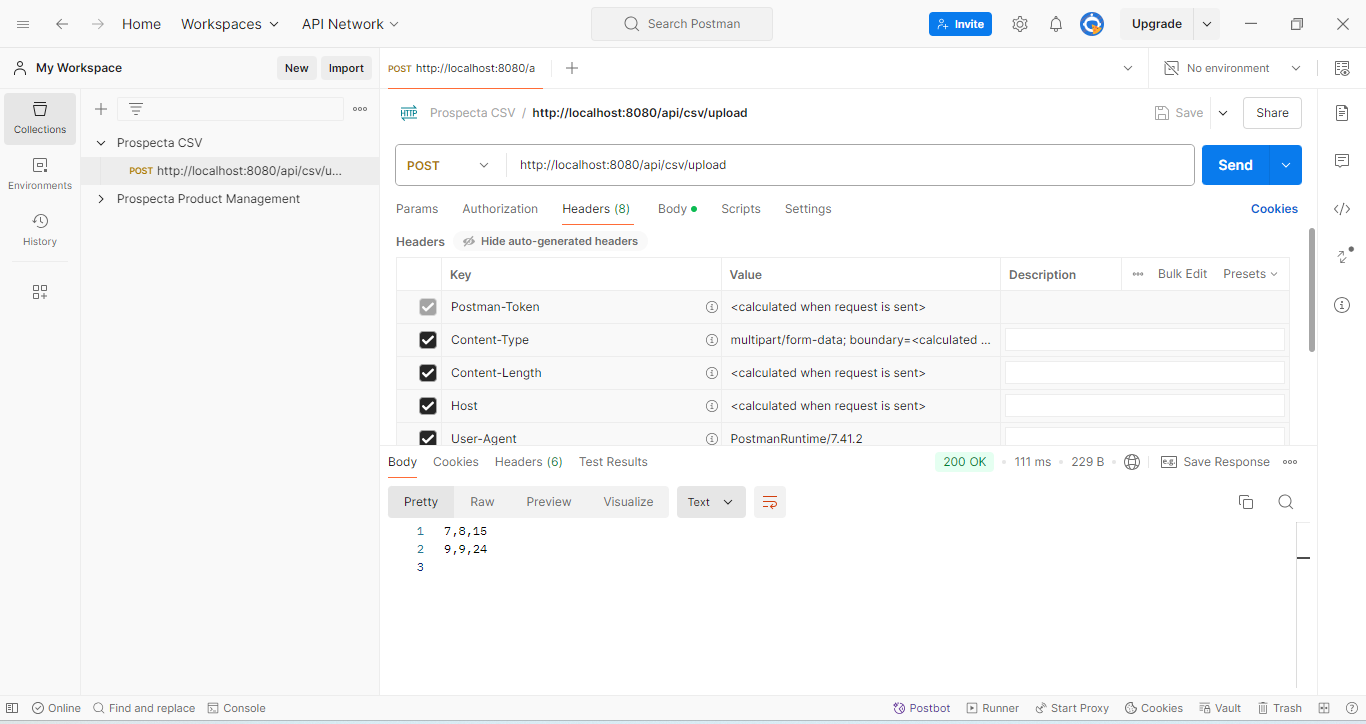 Home
Workspaces
API Network
Search Postman
Invite
Upgrade
My Workspace
New
Import
POST http://localhost:8080/a
No environment
Collections
Environments
History
Prospecta CSV
POST http://localhost:8080/api/csv/u...
Prospecta Product Management
HTTP Prospecta CSV / http://localhost:8080/api/csv/upload
Save
Share
POST
http://localhost:8080/api/csv/upload
Send
Params
Authorization
Headers (8)
Body
Scripts
Settings
Cookies
Headers
Hide auto-generated headers
Key Value Description Bulk Edit Presets
Postman-Token <calculated when request is sent>
Content-Type multipart/form-data; boundary=<calculated ...
Content-Length <calculated when request is sent>
Host <calculated when request is sent>
User-Agent PostmanRuntime/7.41.2
Body Cookies Headers (6) Test Results
200 OK 111 ms 229 B e.g. Save Response
Pretty Raw Preview Visualize Text
1 7,8,15
2 9,9,24
3
Online Find and replace Console Postbot Runner Start Proxy Cookies Vault Trash